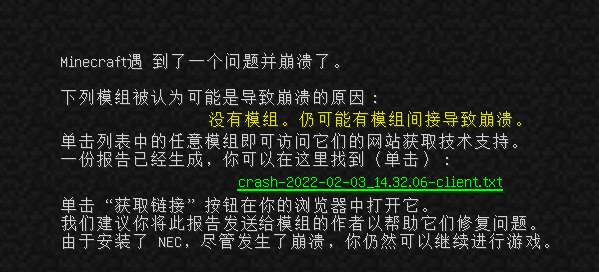 Minecraft遇 到了一个问题并崩溃了。
下列模组被认为可能是导致崩溃的原因：
没有模组。仍可能有模组间接导致崩溃。
单击列表中的任意模组即可访问它们的网站获取技术支持。
一份报告已经生成，你可以在这里找到（单击）：
crash-2022-02-03_14.32.06-client.txt
单击“获取链接”按钮在你的浏览器中打开它。
我们建议你将此报告发送给模组的作者以帮助它们修复问题。
由于安装了 NEC，尽管发生了崩溃，你仍然可以继续进行游戏。